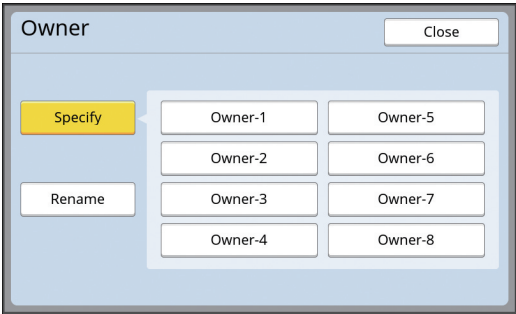 Owner
Close
Specify
Owner-1
Owner-5
Owner-2
Owner-6
Rename
Owner-3
Owner-7
Owner-4
Owner-8